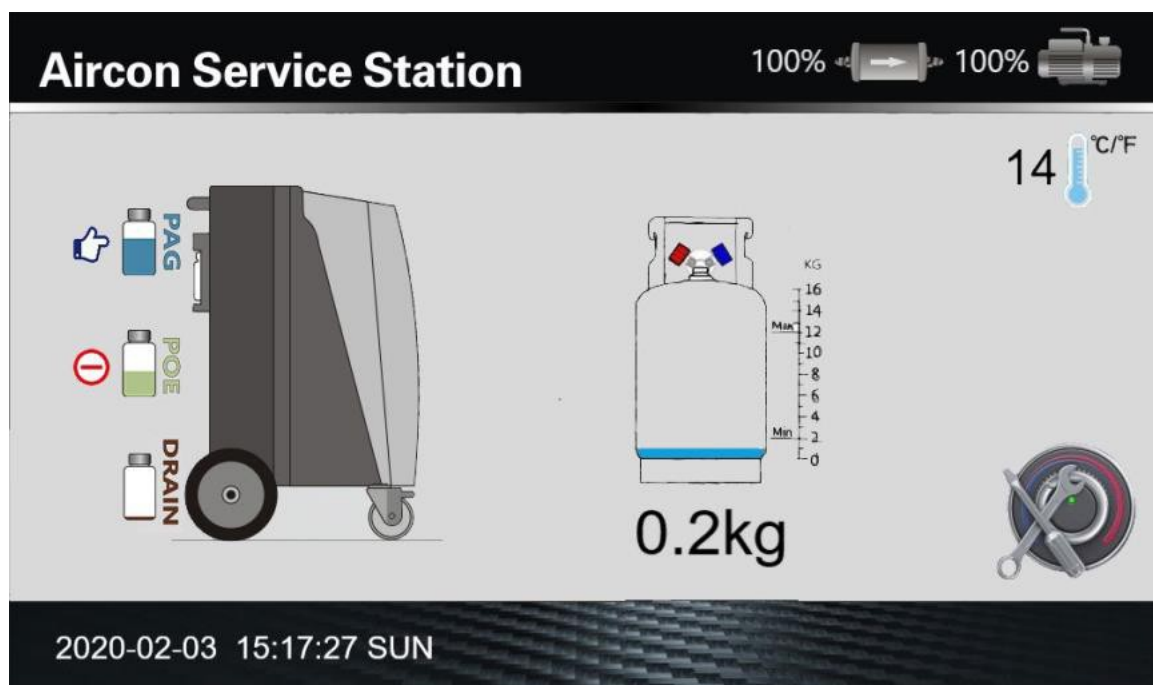 Aircon Service Station
100%
100%
14
°C/°F
PAG
POE
DRAIN
KG
16
14
Max
12
10
8
6
4
Min
2
0
0.2kg
2020-02-03 15:17:27 SUN